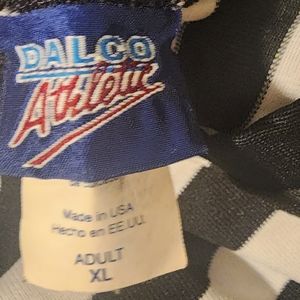 DALCO
Athletic
Made in USA
Hecho en EE.UU.
ADULT
XL